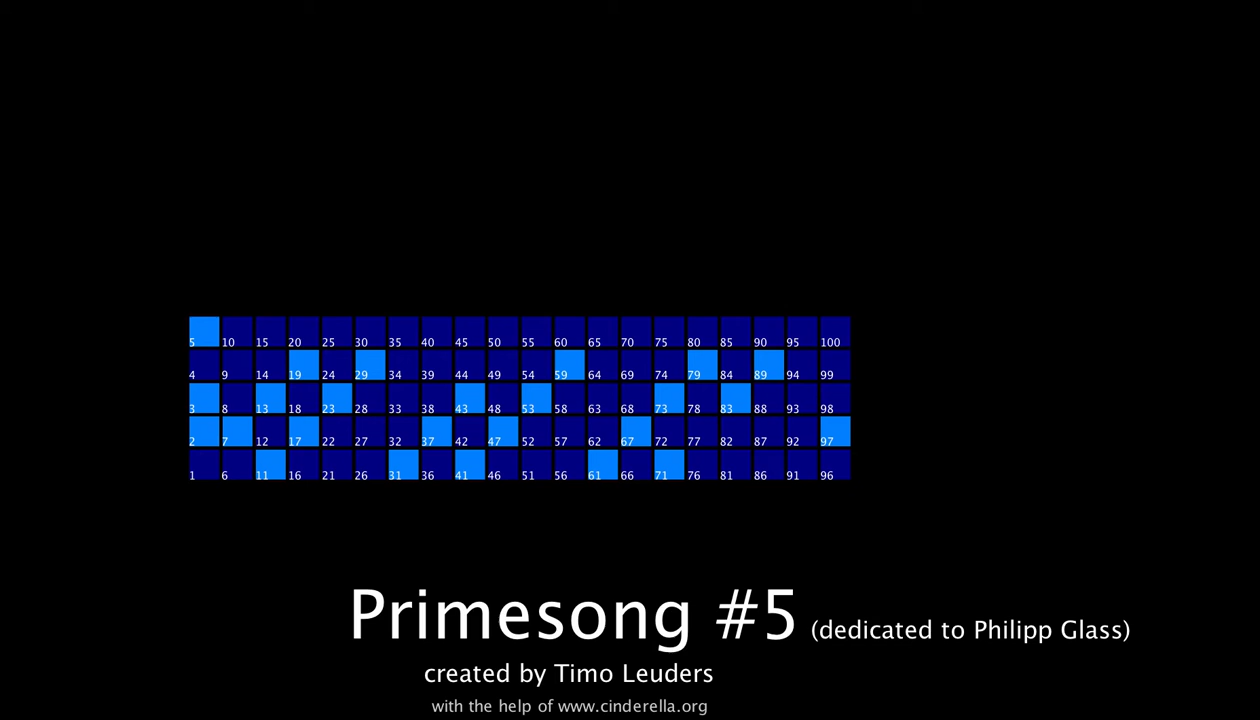 5 10 15 20 25 30 35 40 45 50 55 60 65 70 75 80 85 90 95 100
4 9 14 19 24 29 34 39 44 49 54 59 64 69 74 79 84 89 94 99
3 8 13 18 23 28 33 38 43 48 53 58 63 68 73 78 83 88 93 98
2 7 12 17 22 27 32 37 42 47 52 57 62 67 72 77 82 87 92 97
1 6 11 16 21 26 31 36 41 46 51 56 61 66 71 76 81 86 91 96
Primesong #5 (dedicated to Philipp Glass)
created by Timo Leuders
with the help of www.cinderella.org